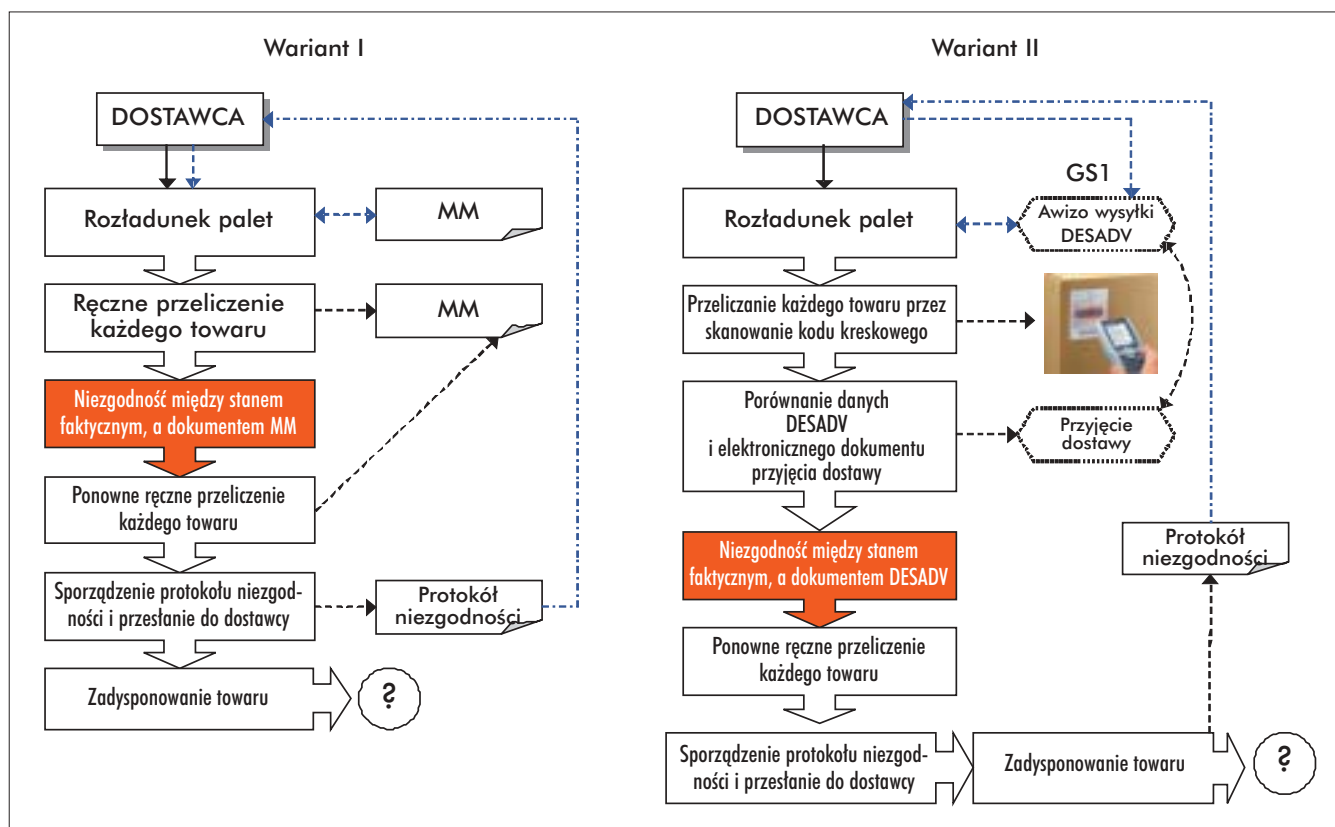 Wariant I
DOSTAWCA
Rozładunek palet
MM
Ręczne przeliczenie
każdego towaru
MM
Niezgodność między stanem
faktycznym, a dokumentem MM
Ponowne ręczne przeliczenie
każdego towaru
Sporządzenie protokołu niezgod-
ności i przesłanie do dostawcy
Protokół
niezgodności
Zadysponowanie towaru
?
Wariant II
DOSTAWCA
GS1
Rozładunek palet
Awizo wysyłki
DESADV
Przeliczanie każdego towaru przez
skanowanie kodu kreskowego
Porównanie danych
DESADV
i elektronicznego dokumentu
przyjęcia dostawy
Przyjęcie
dostawy
Niezgodność między stanem
faktycznym, a dokumentem DESADV
Protokół
niezgodności
Ponowne ręczne przeliczenie
każdego towaru
Sporządzenie protokołu niezgod-
ności i przesłanie do dostawcy
Zadysponowanie towaru
?